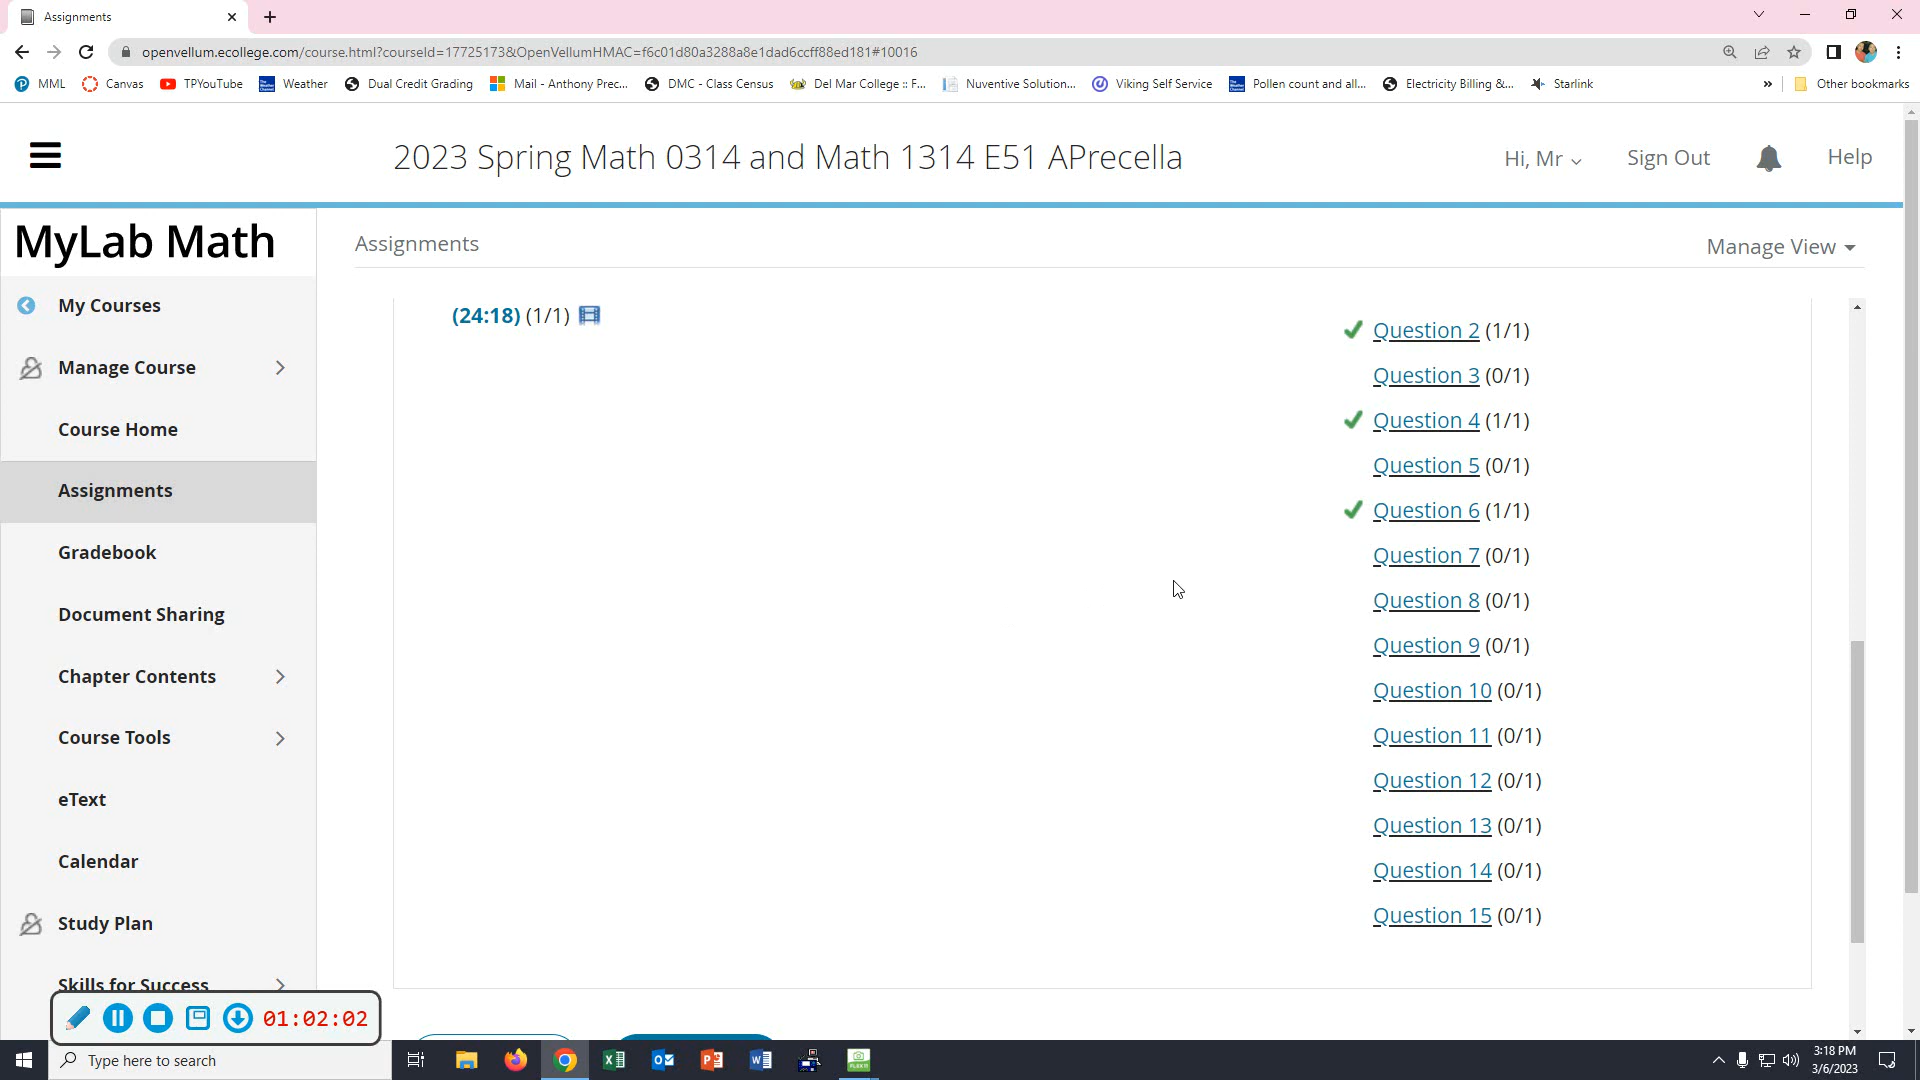 Assignments
openvellum.ecollege.com/course.html?courseId=17725173&OpenVellumHMAC=f6c01d80a3288a8e1dad6ccff88ed181#10016
MML Canvas TPYouTube Weather Dual Credit Grading Mail - Anthony Prec... DMC - Class Census Del Mar College :: F... Nuventive Solution... Viking Self Service Pollen count and all... Electricity Billing &... Starlink » Other bookmarks
2023 Spring Math 0314 and Math 1314 E51 APrecella
Hi, Mr Sign Out Help
MyLab Math
My Courses
Manage Course
Course Home
Assignments
Gradebook
Document Sharing
Chapter Contents
Course Tools
eText
Calendar
Study Plan
Skills for Success
Assignments
Manage View
(24:18) (1/1)
Question 2 (1/1)
Question 3 (0/1)
Question 4 (1/1)
Question 5 (0/1)
Question 6 (1/1)
Question 7 (0/1)
Question 8 (0/1)
Question 9 (0/1)
Question 10 (0/1)
Question 11 (0/1)
Question 12 (0/1)
Question 13 (0/1)
Question 14 (0/1)
Question 15 (0/1)
01:02:02
Type here to search
3:18 PM
3/6/2023